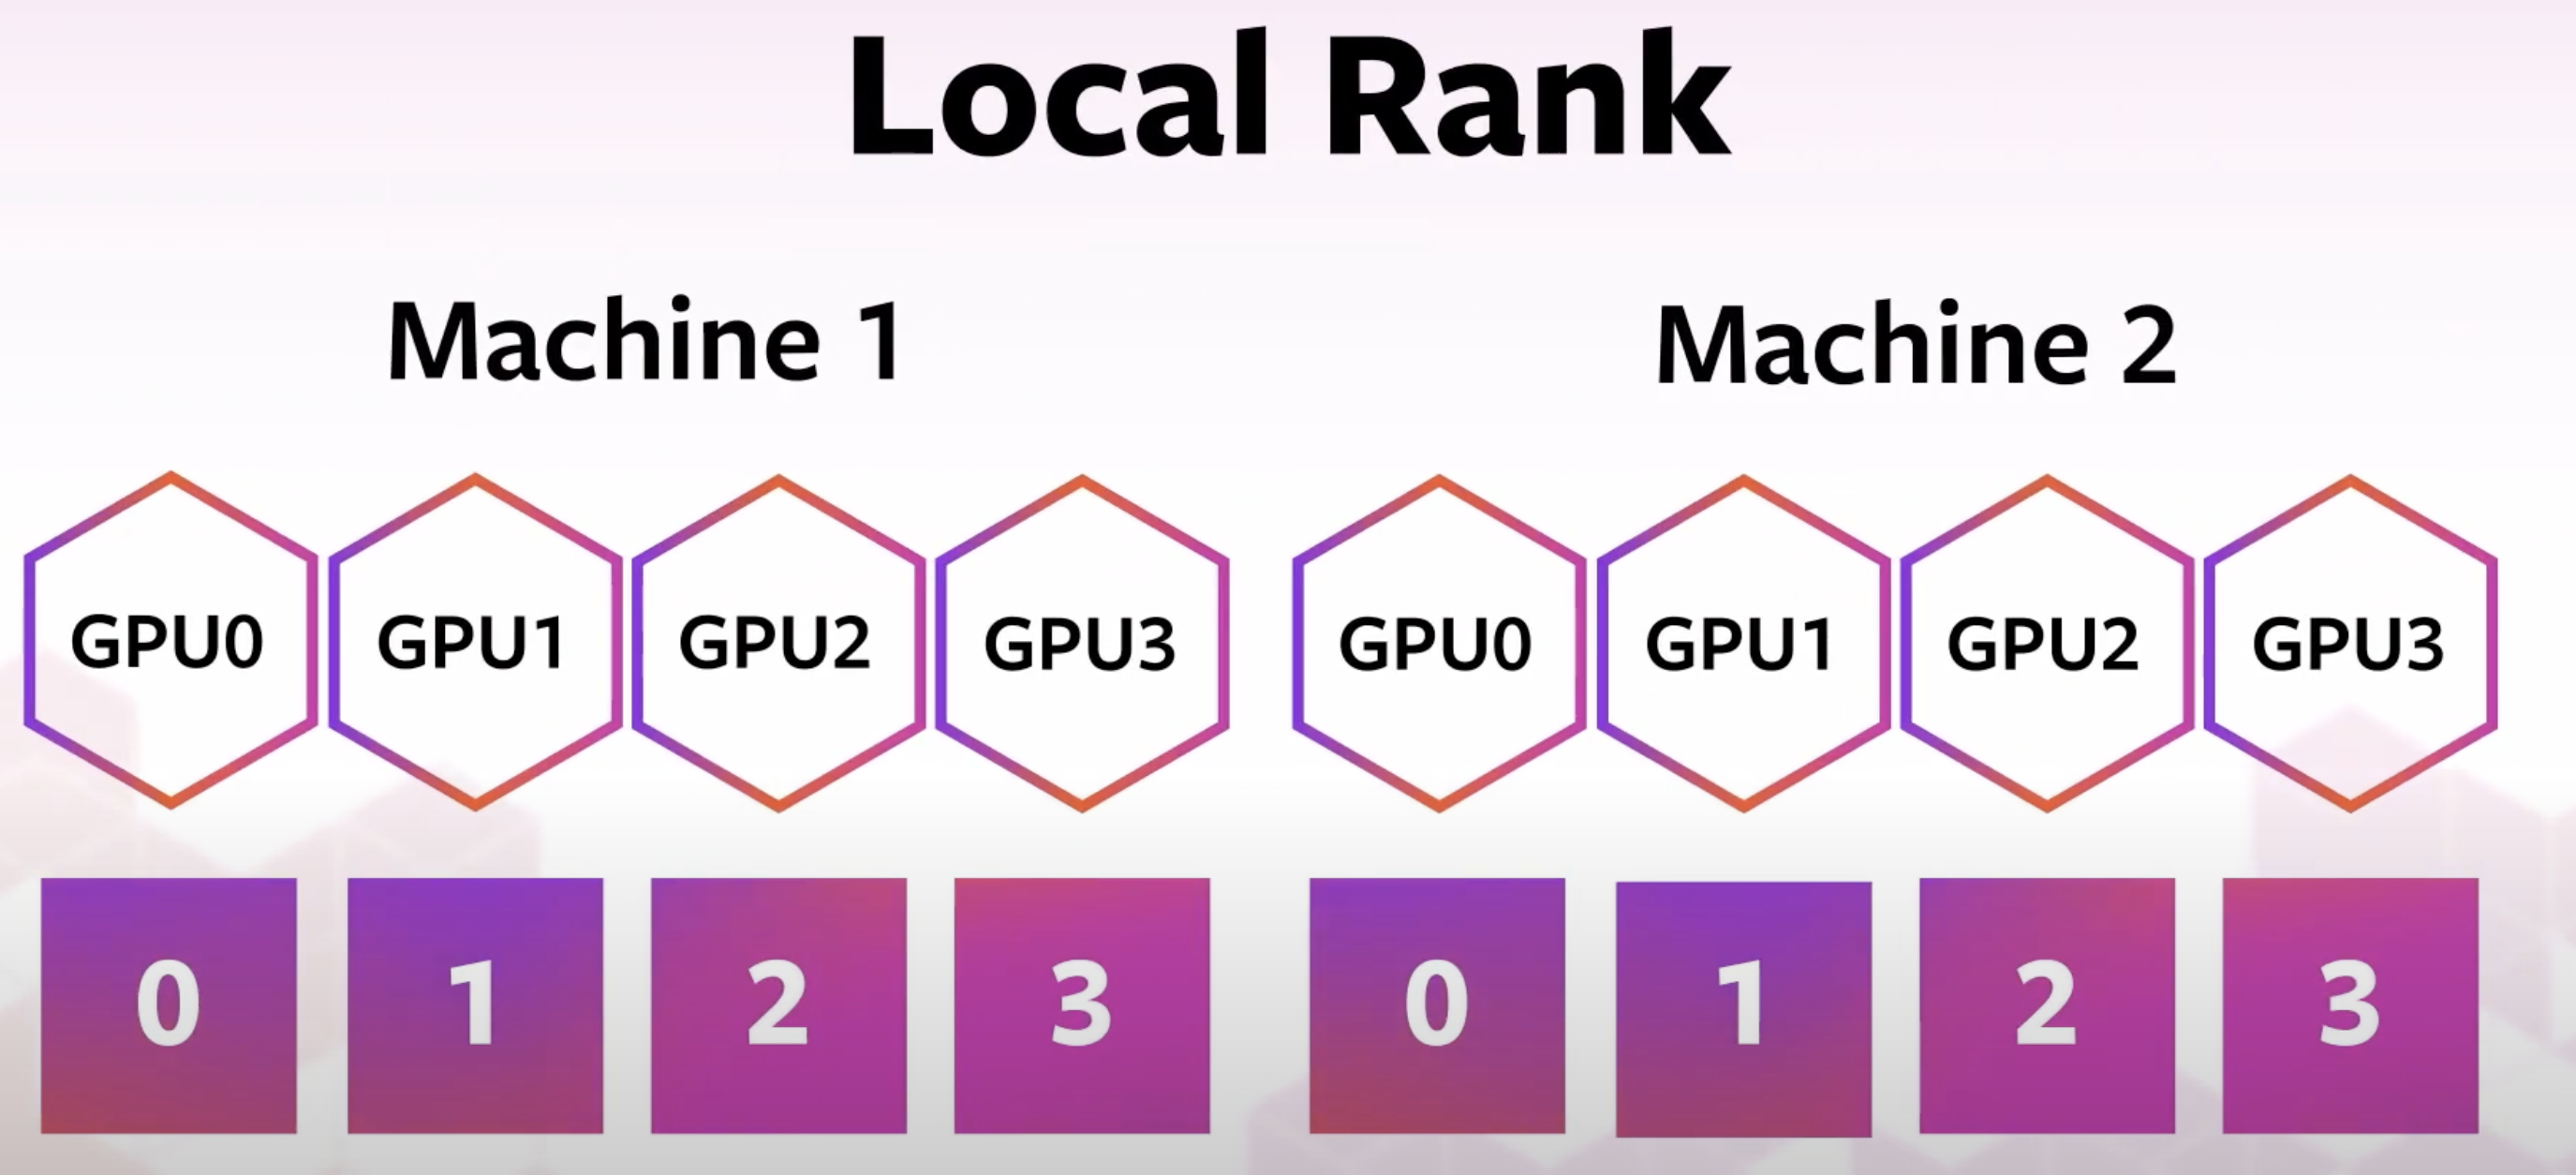 Local Rank
Machine 1
Machine 2
GPU0 GPU1 GPU2 GPU3 GPU0 GPU1 GPU2 GPU3
0 1 2 3 0 1 2 3